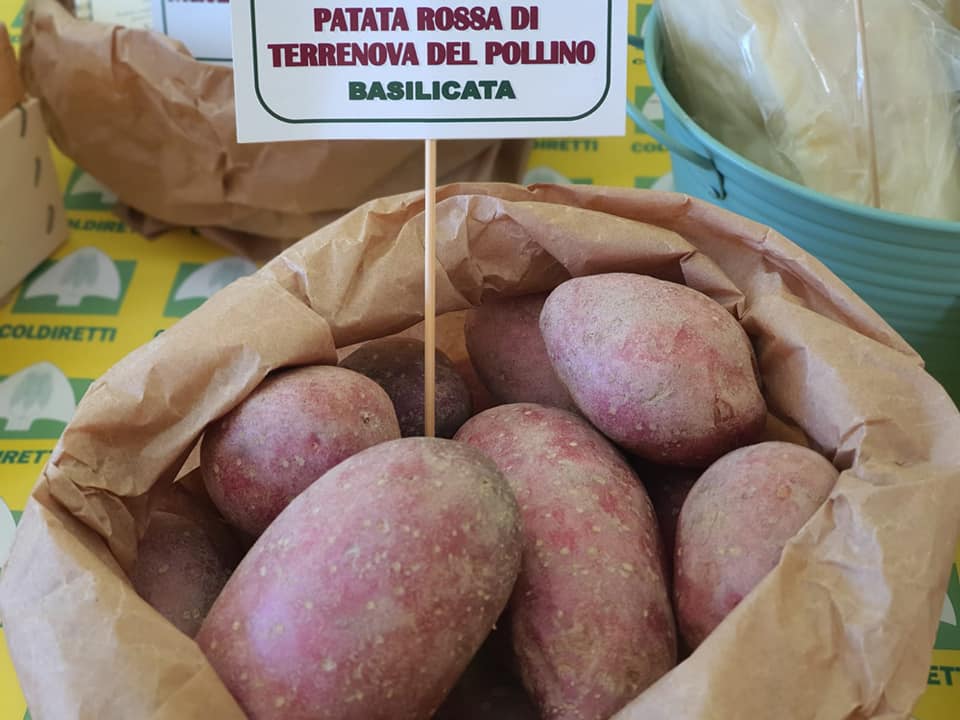 PATATA ROSSA DI
TERRENOVA DEL POLLINO
BASILICATA
COLDIRETTI